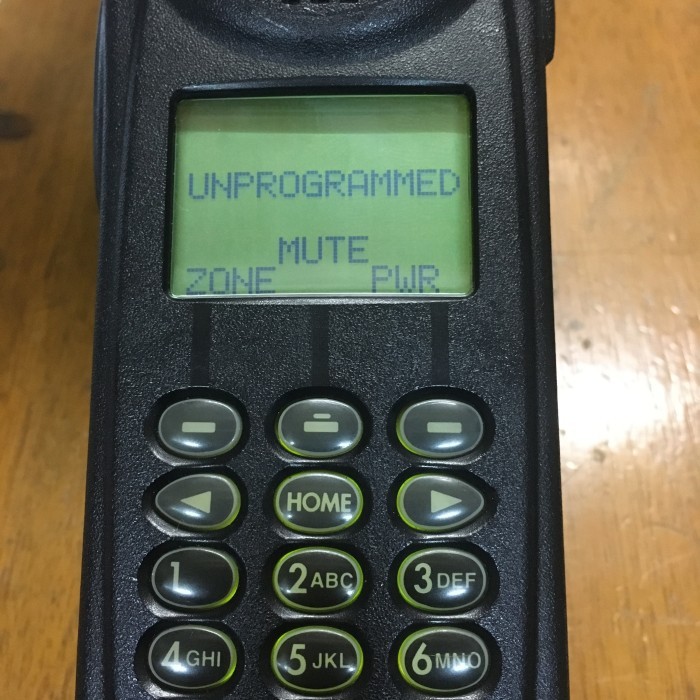 UNPROGRAMMED
MUTE
ZONE PWR
HOME
1 2ABC 3DEF
4GHI 5JKL 6MNO